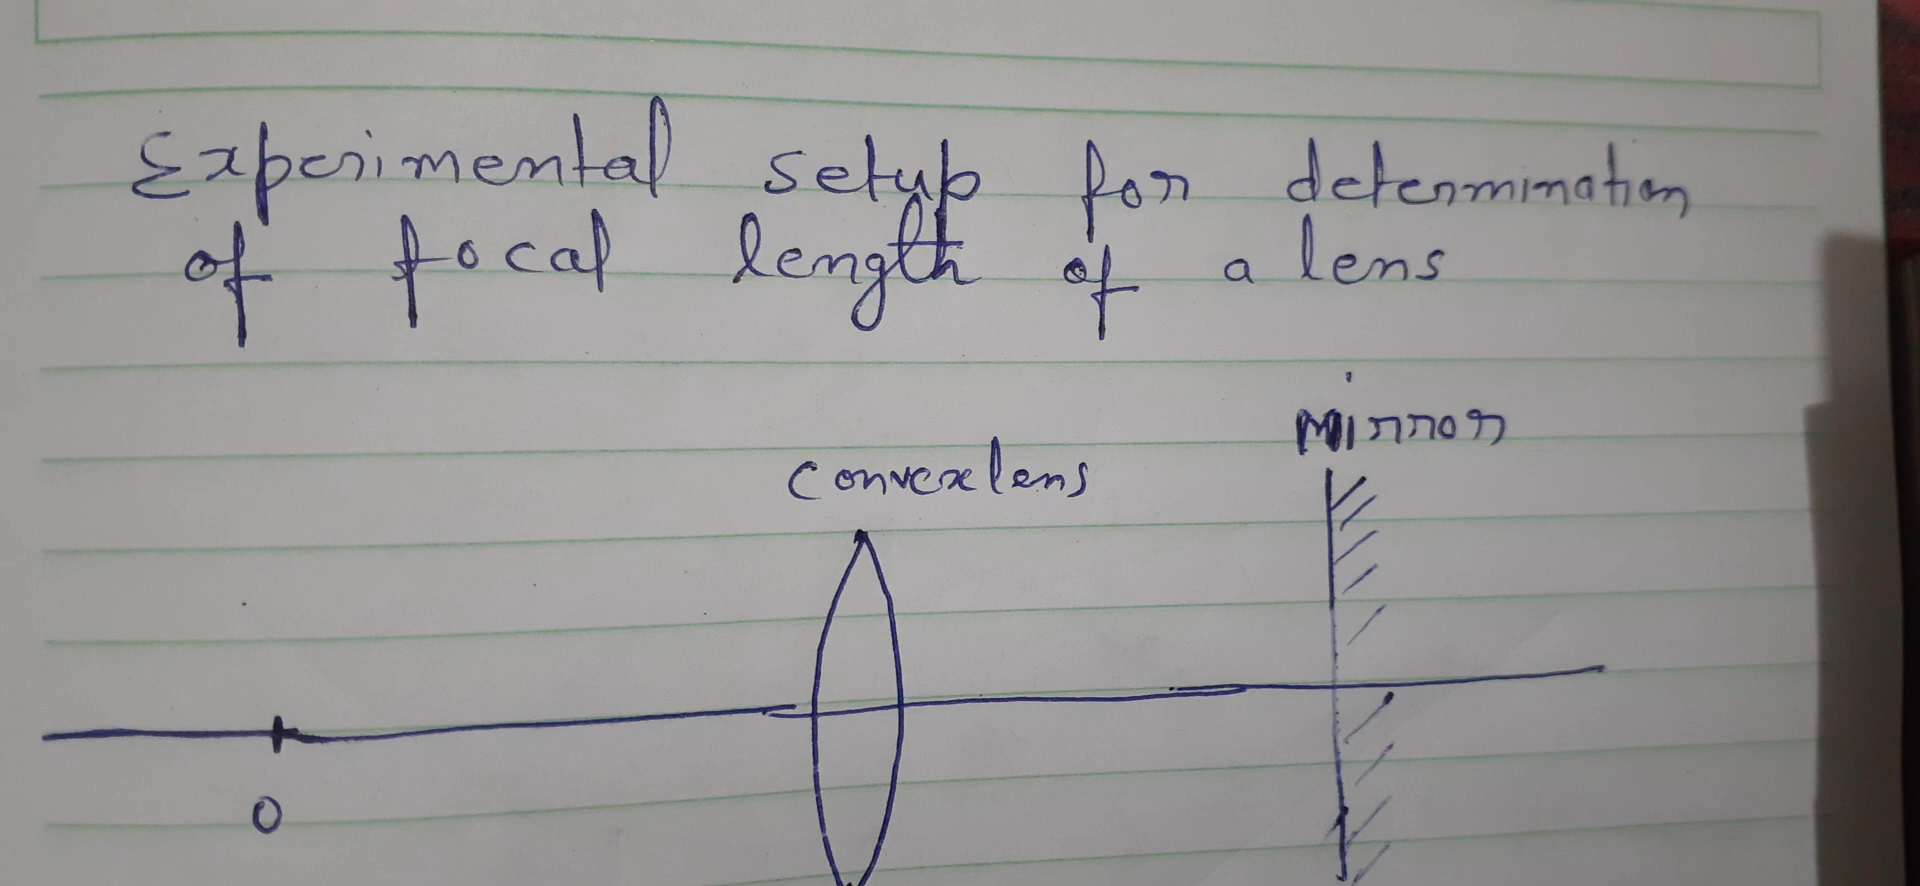 Experimental setup for determination
of focal length of a lens
Mirror
Convex lens
O